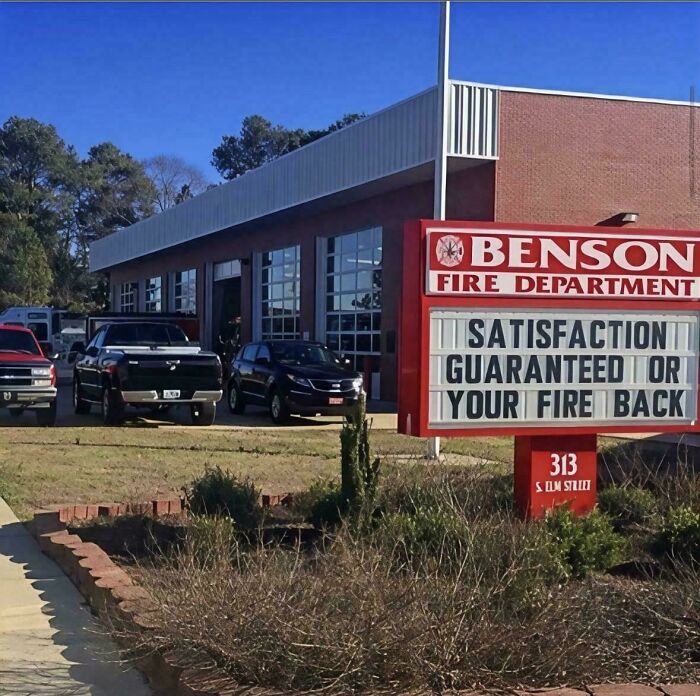 BENSON
FIRE DEPARTMENT
SATISFACTION
GUARANTEED OR
YOUR FIRE BACK
313
S. ELM STREET